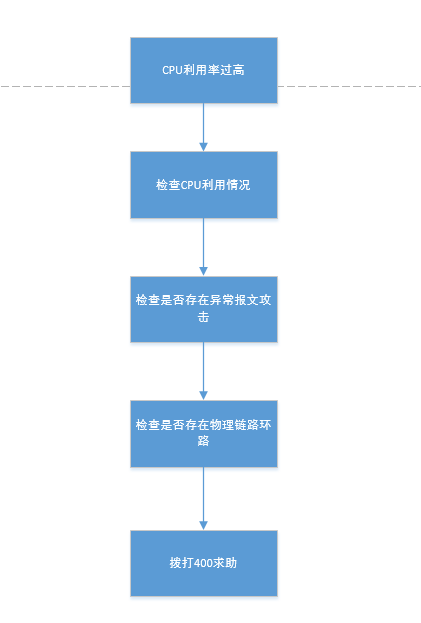 CPU利用率过高
检查CPU利用情况
检查是否存在异常报文攻
击
检查是否存在物理链路环
路
拨打400求助